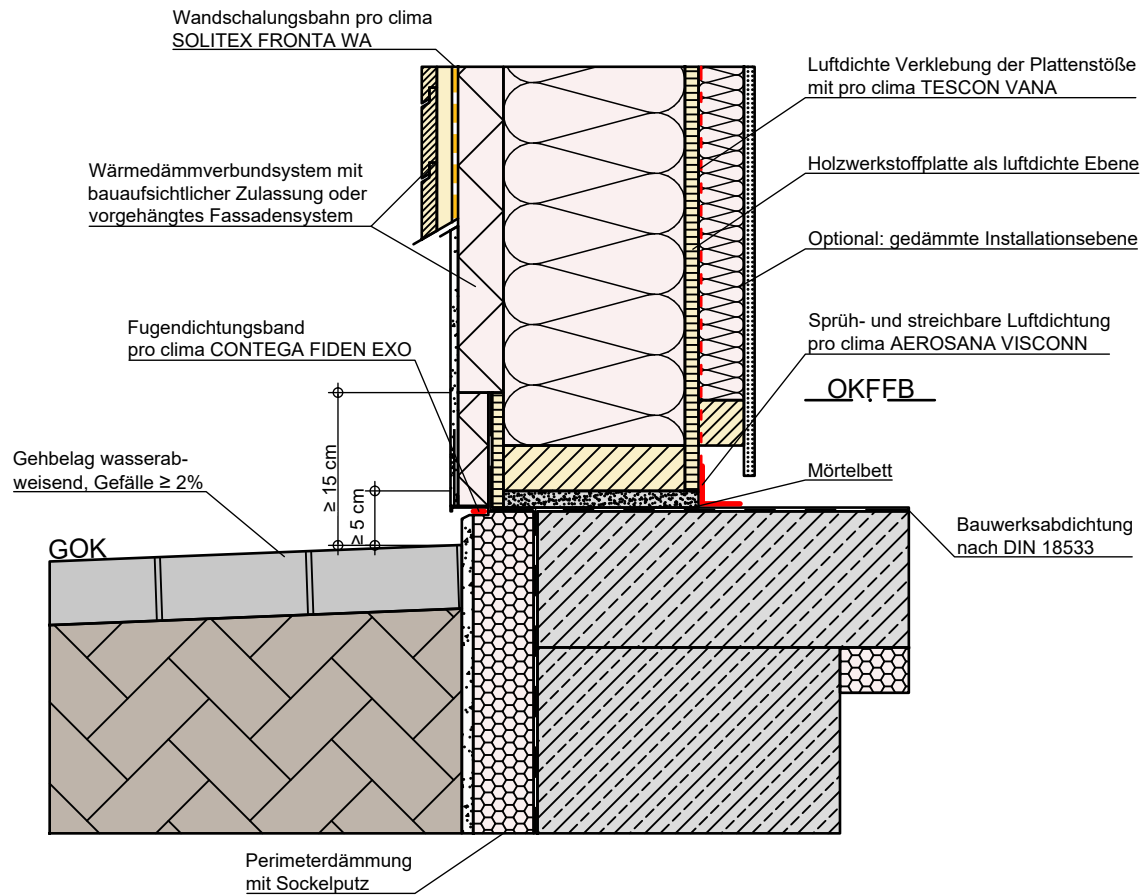 Wandschalungsbahn pro clima
SOLITEX FRONTA WA
Luftdichte Verklebung der Plattenstöße
mit pro clima TESCON VANA
Wärmedämmverbundsystem mit
bauaufsichtlicher Zulassung oder
vorgehängtes Fassadensystem
Holzwerkstoffplatte als luftdichte Ebene
Optional: gedämmte Installationsebene
Fugendichtungsband
pro clima CONTEGA FIDEN EXO
Sprüh- und streichbare Luftdichtung
pro clima AEROSANA VISCONN
OKFFB
Gehbelag wasserab-
weisend, Gefälle ≥ 2%
≥ 15 cm
≥ 5 cm
Mörtelbett
GOK
Bauwerksabdichtung
nach DIN 18533
Perimeterdämmung
mit Sockelputz